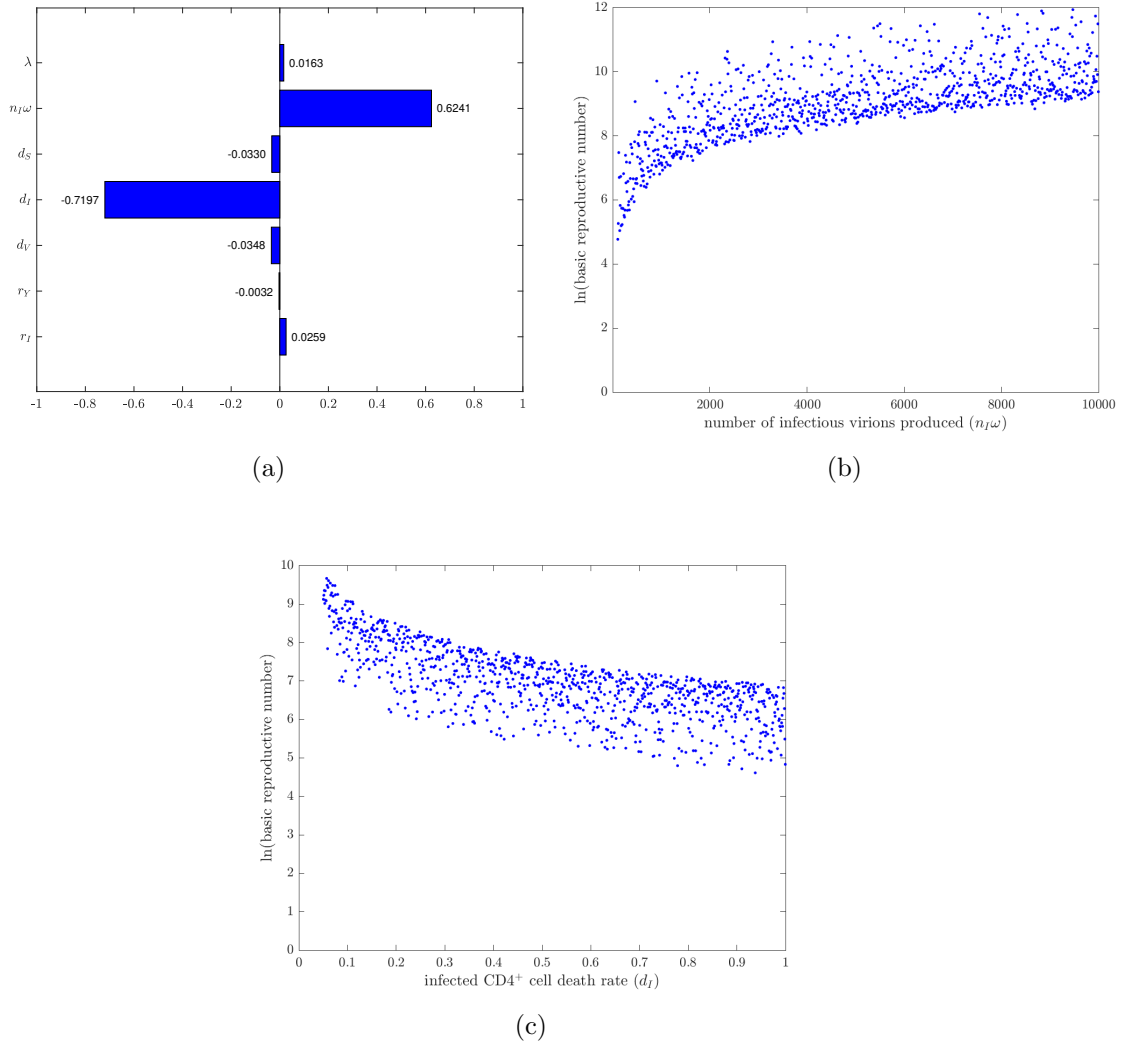 λ
0.0163
n_Iω
0.6241
d_S
-0.0330
d_I
-0.7197
d_V
-0.0348
r_Y
-0.0032
r_I
0.0259
-1 -0.8 -0.6 -0.4 -0.2 0 0.2 0.4 0.6 0.8 1
(a)
ln(basic reproductive number)
12
10
8
6
4
2
0
2000 4000 6000 8000 10000
number of infectious virions produced (n_Iω)
(b)
ln(basic reproductive number)
10
9
8
7
6
5
4
3
2
1
0
0 0.1 0.2 0.3 0.4 0.5 0.6 0.7 0.8 0.9 1
infected CD4⁺ cell death rate (d_I)
(c)